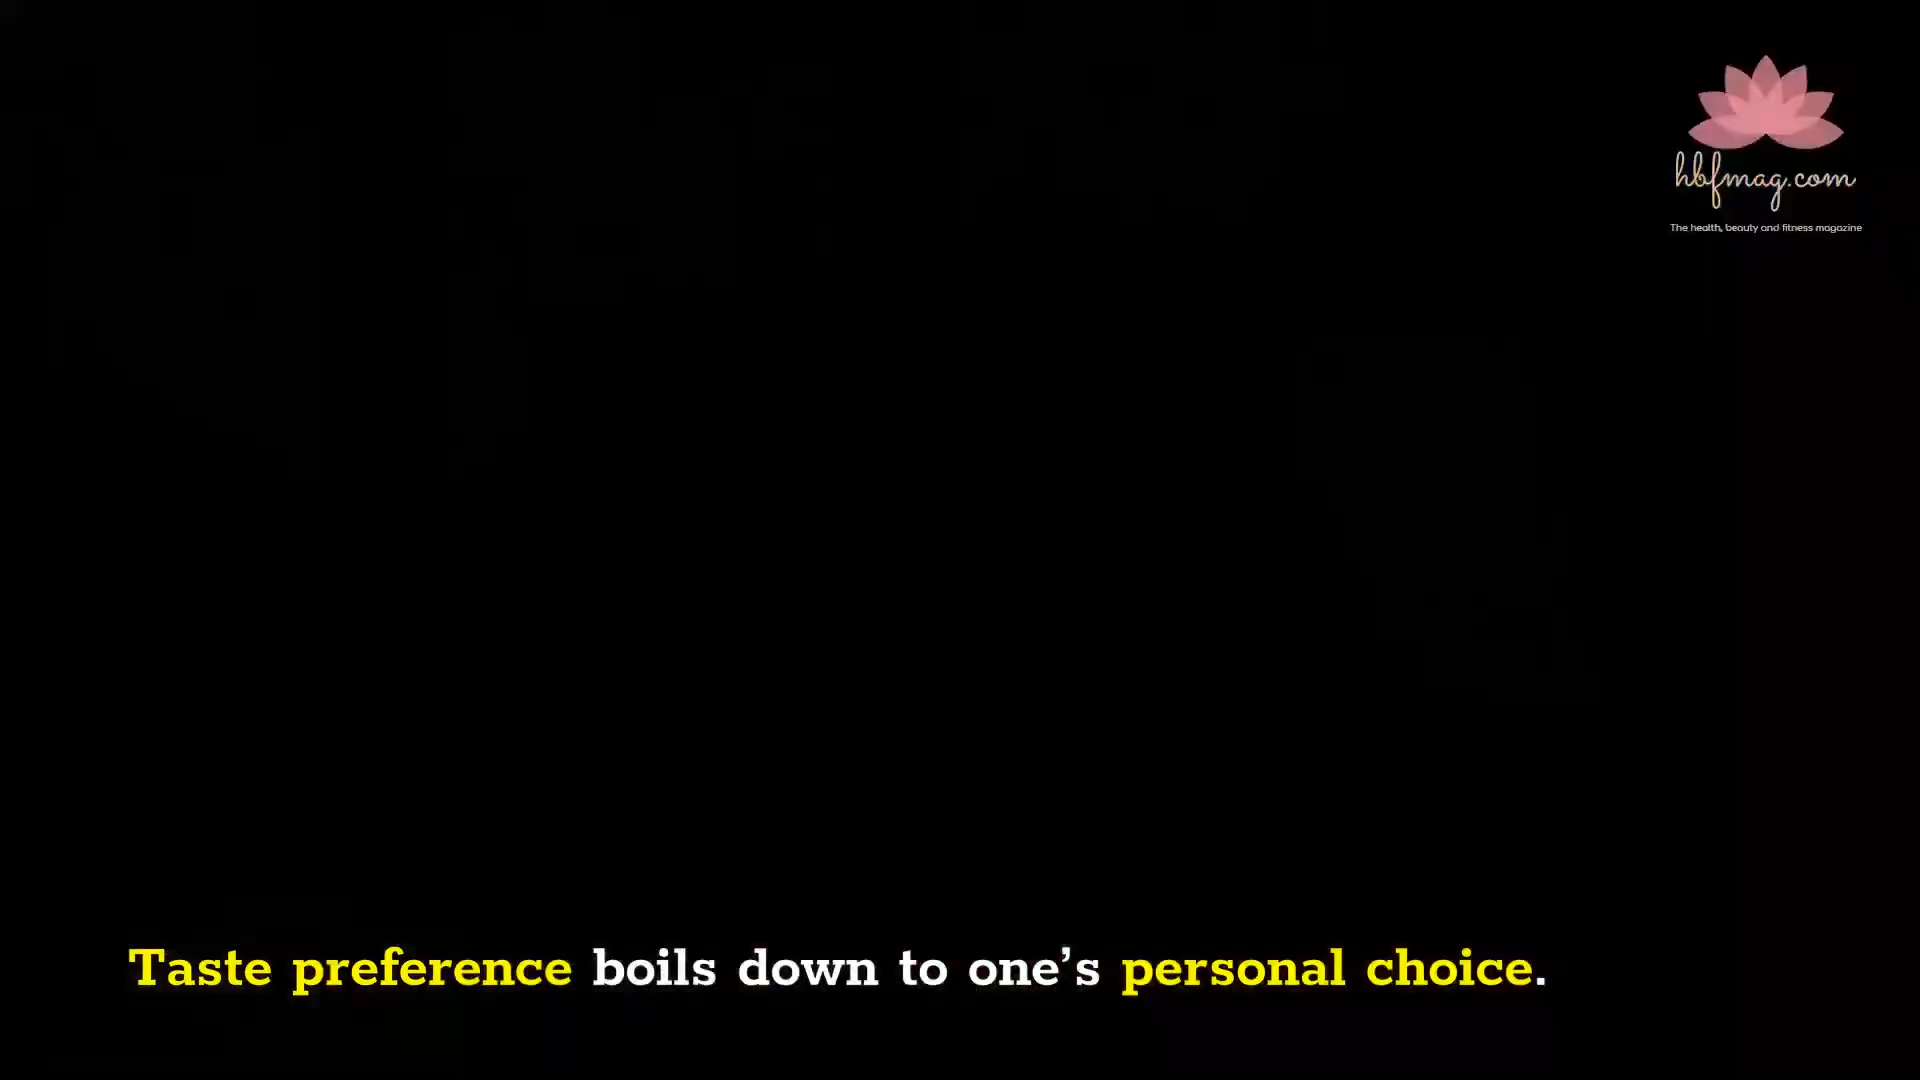 hbfmag.com
The health, beauty and fitness magazine
Taste preference boils down to one’s personal choice.